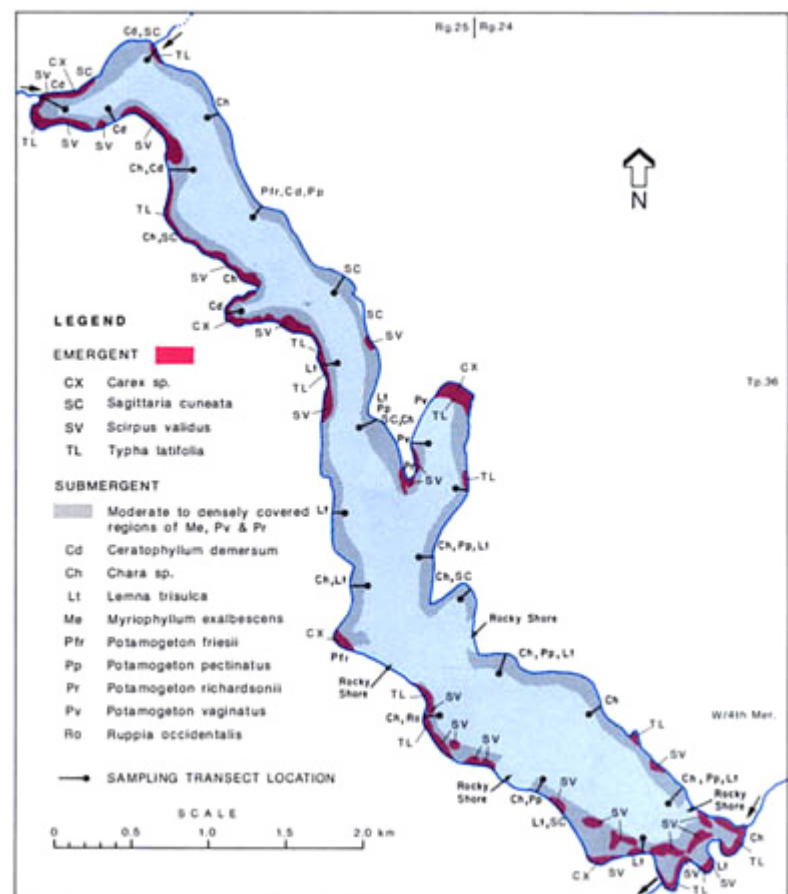 Rg.25 | Rg.24
Cd, SC
TL
CX
SC
SV
Cd
Ch
TL
SV
SV
SV
Cd
Ch, Cd
Pfr, Cd, Pp
N
TL
Ch, SC
SV
Ch
SC
Cd
CX
SV
SC
SV
TL
Lt
TL
SV
CX
Tp.36
Pv
Lt
Pp
SC, Ch
TL
Pv
Pr
SV
TL
Lt
Ch, Pp, Lt
Ch, Lt
Ch, SC
Rocky Shore
CX
Pfr
Rocky
Shore
Ch, Pp, Lt
TL
SV
Ch
Ch, Ro
SV
TL
SV
W/4th Mer.
TL
SV
Rocky
Shore
Ch, Pp
SV
Lt, SC
Ch, Pp, Lt
Rocky
Shore
SV
SV
Ch
TL
CX
Lt
SV
TL
Lt
SV
LEGEND
EMERGENT
CX Carex sp.
SC Sagittaria cuneata
SV Scirpus validus
TL Typha latifolia
SUBMERGENT
Moderate to densely covered
regions of Me, Pv & Pr
Cd Ceratophyllum demersum
Ch Chara sp.
Lt Lemna trisulca
Me Myriophyllum exalbescens
Pfr Potamogeton friesii
Pp Potamogeton pectinatus
Pr Potamogeton richardsonii
Pv Potamogeton vaginatus
Ro Ruppia occidentalis
SAMPLING TRANSECT LOCATION
SCALE
0 0.5 1.0 1.5 2.0 km